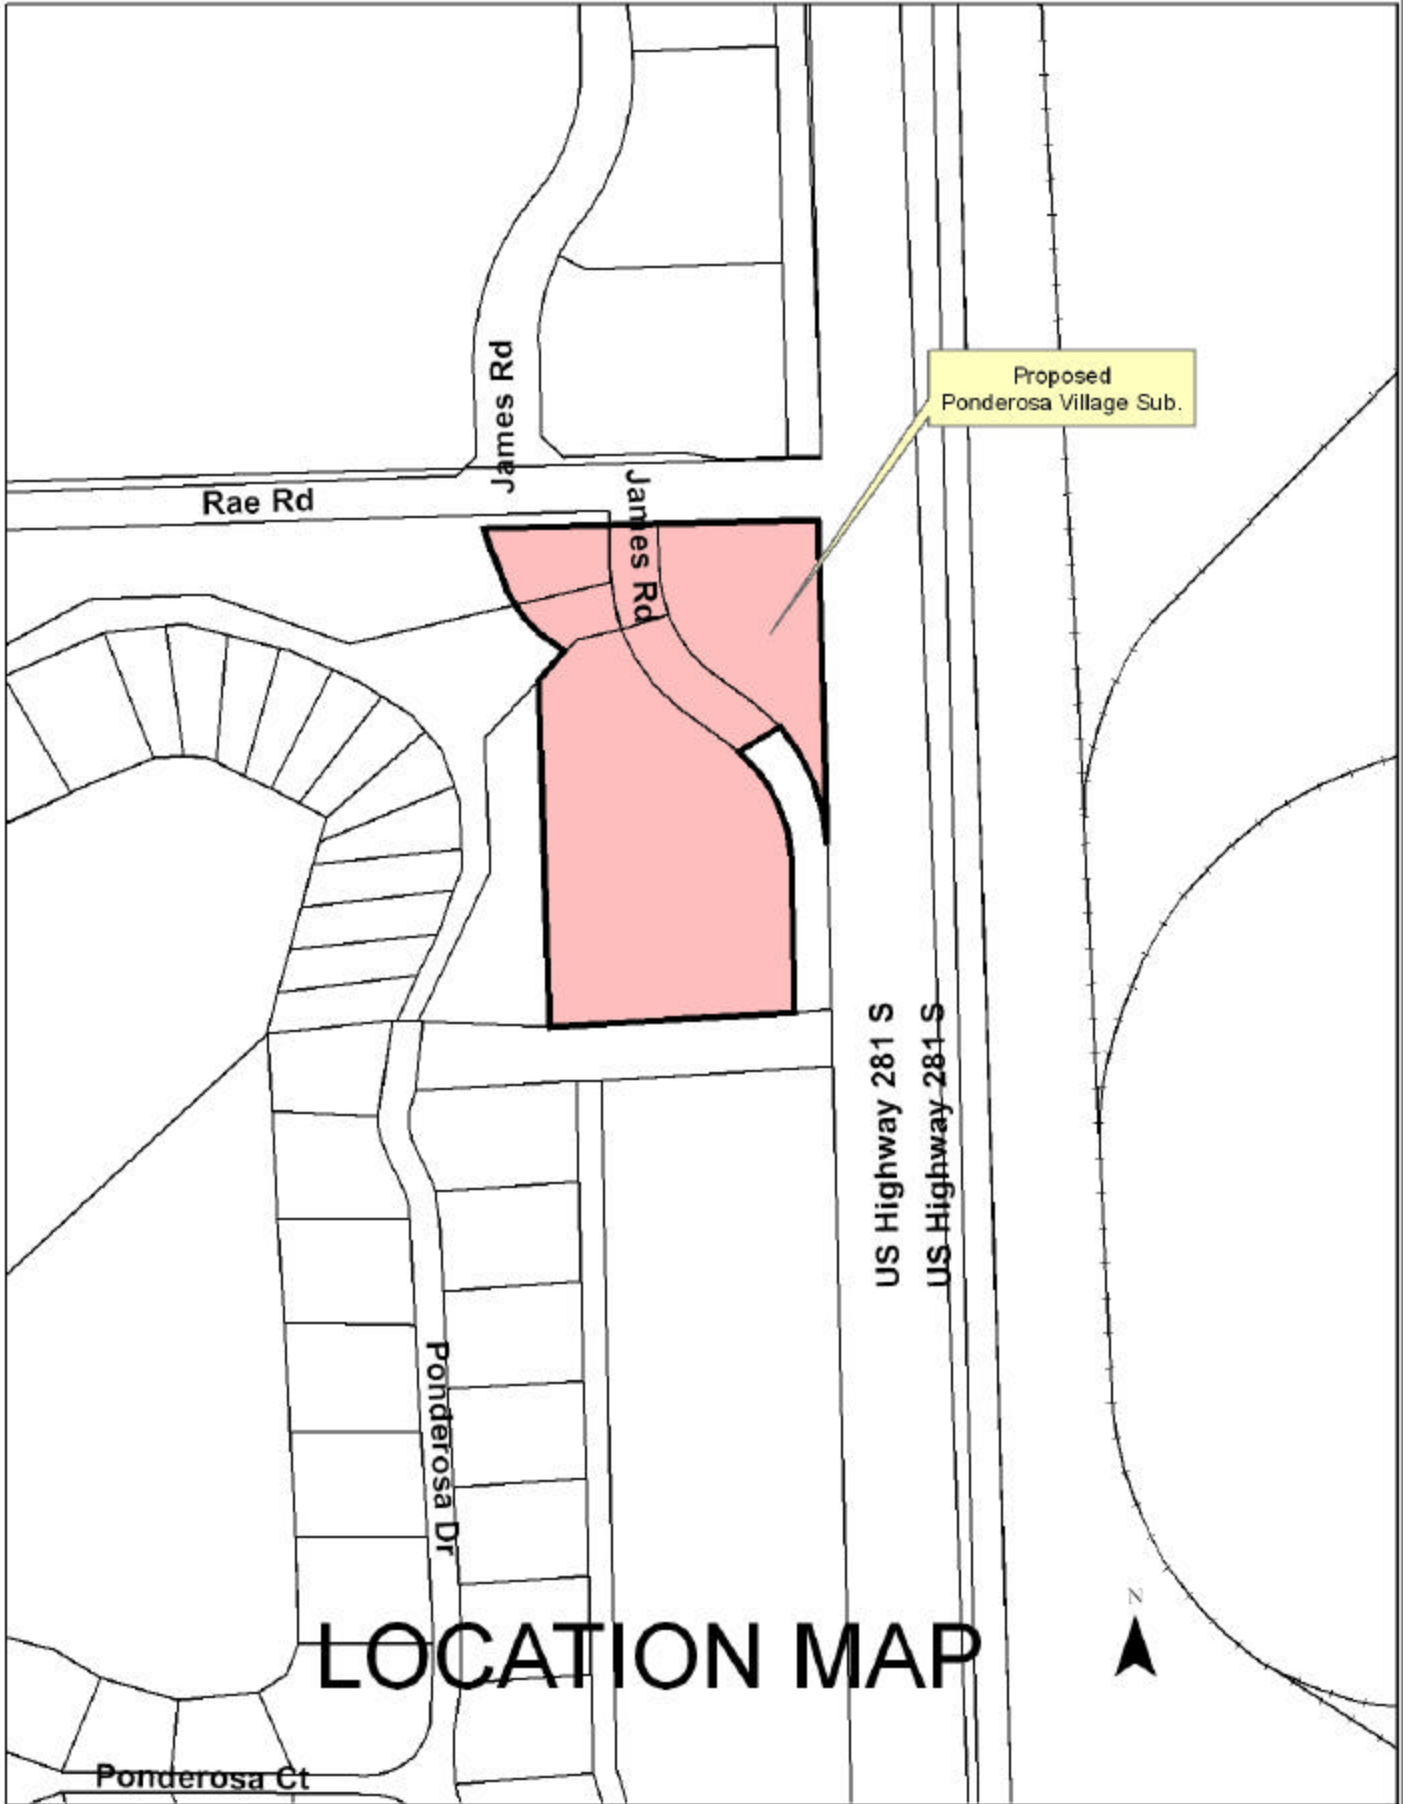 James Rd
Proposed
Ponderosa Village Sub.
Rae Rd
James Rd
US Highway 281 S
US Highway 281 S
Ponderosa Dr
N
LOCATION MAP
Ponderosa Ct